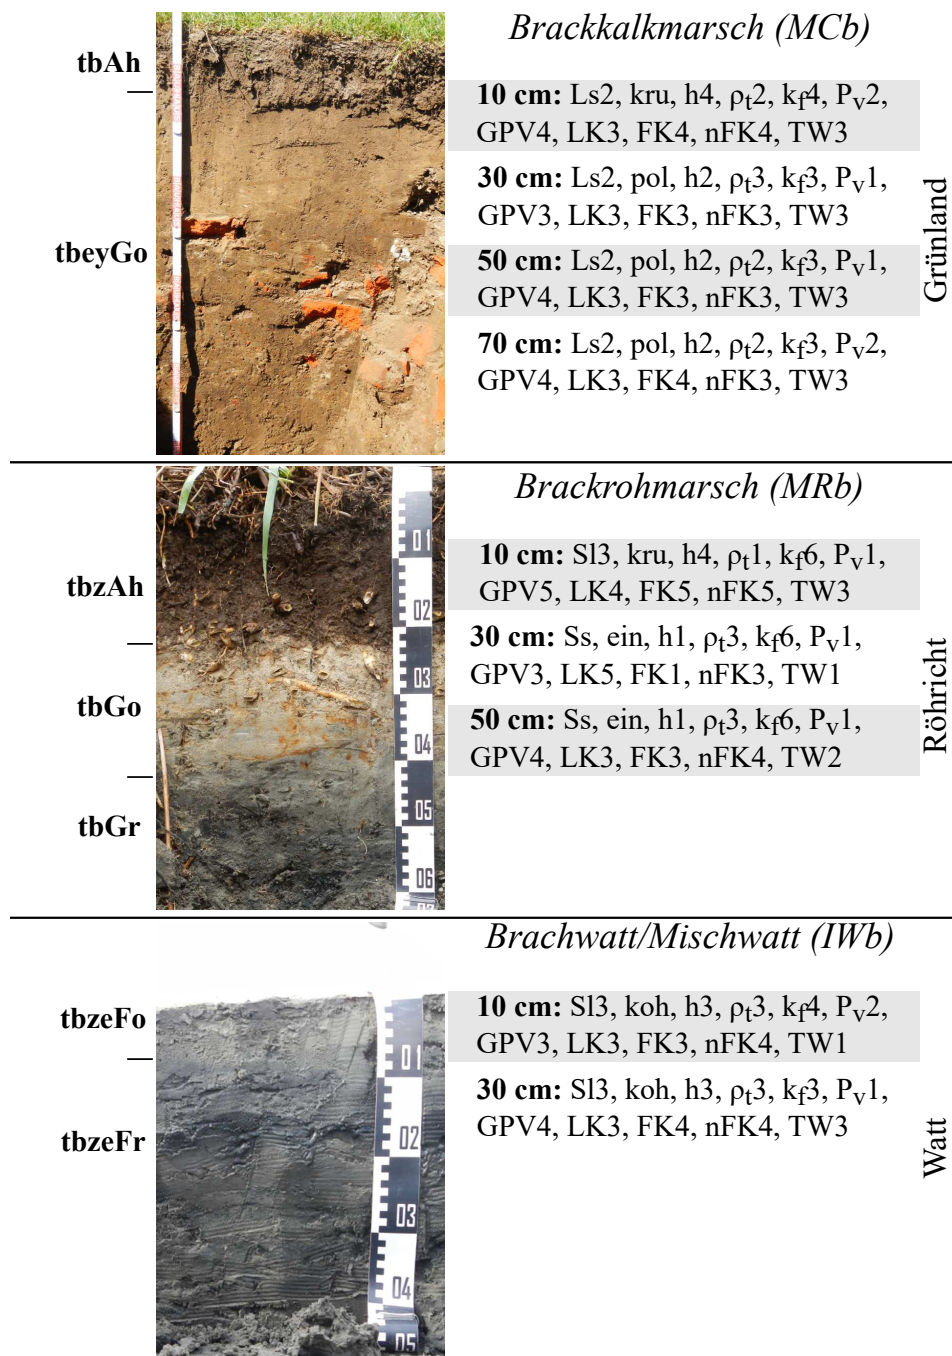 Brackkalkmarsch (MCb)
tbAh
10 cm: Ls2, kru, h4, ρt2, kf4, Pv2,
GPV4, LK3, FK4, nFK4, TW3
30 cm: Ls2, pol, h2, ρt3, kf3, Pv1,
GPV3, LK3, FK3, nFK3, TW3
tbeyGo
50 cm: Ls2, pol, h2, ρt2, kf3, Pv1,
GPV4, LK3, FK3, nFK3, TW3
70 cm: Ls2, pol, h2, ρt2, kf3, Pv2,
GPV4, LK3, FK4, nFK3, TW3
Grünland
Brackrohmarsch (MRb)
tbzAh
10 cm: Sl3, kru, h4, ρt1, kf6, Pv1,
GPV5, LK4, FK5, nFK5, TW3
30 cm: Ss, ein, h1, ρt3, kf6, Pv1,
GPV3, LK5, FK1, nFK3, TW1
tbGo
50 cm: Ss, ein, h1, ρt3, kf6, Pv1,
GPV4, LK3, FK3, nFK4, TW2
tbGr
Röhricht
01
02
03
04
05
06
Brachwatt/Mischwatt (IWb)
tbzeFo
10 cm: Sl3, koh, h3, ρt3, kf4, Pv2,
GPV3, LK3, FK3, nFK4, TW1
30 cm: Sl3, koh, h3, ρt3, kf3, Pv1,
GPV4, LK3, FK4, nFK4, TW3
tbzeFr
Watt
01
02
03
04
05